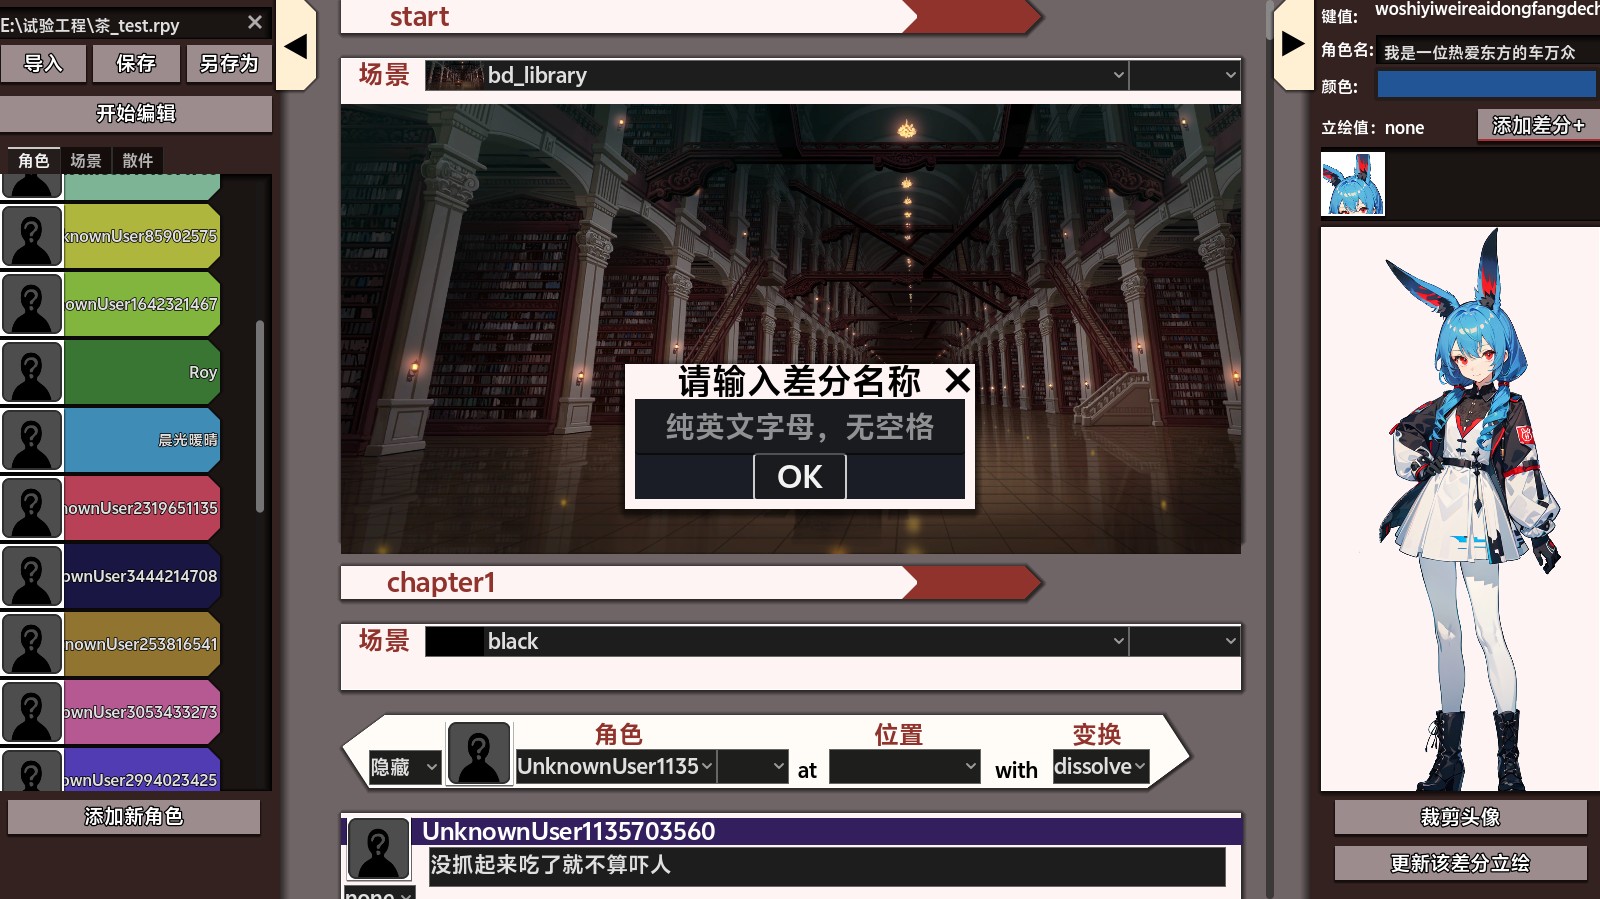 E:\试验工程\茶_test.rpy
导入 保存 另存为
开始编辑
角色 场景 散件
knownUser85902575
ownUser1642321467
Roy
晨光暖晴
nownUser2319651135
ownUser3444214708
nownUser253816541
ownUser3053433273
ownUser2994023425
添加新角色
start
场景 bd_library
请输入差分名称
纯英文字母，无空格
OK
chapter1
场景 black
角色 位置 变换
隐藏 UnknownUser1135 at with dissolve
UnknownUser1135703560
没抓起来吃了就不算吓人
none
键值: woshiyiweireaidongfangdech
角色名: 我是一位热爱东方的车万众
颜色:
立绘值: none 添加差分+
裁剪头像
更新该差分立绘